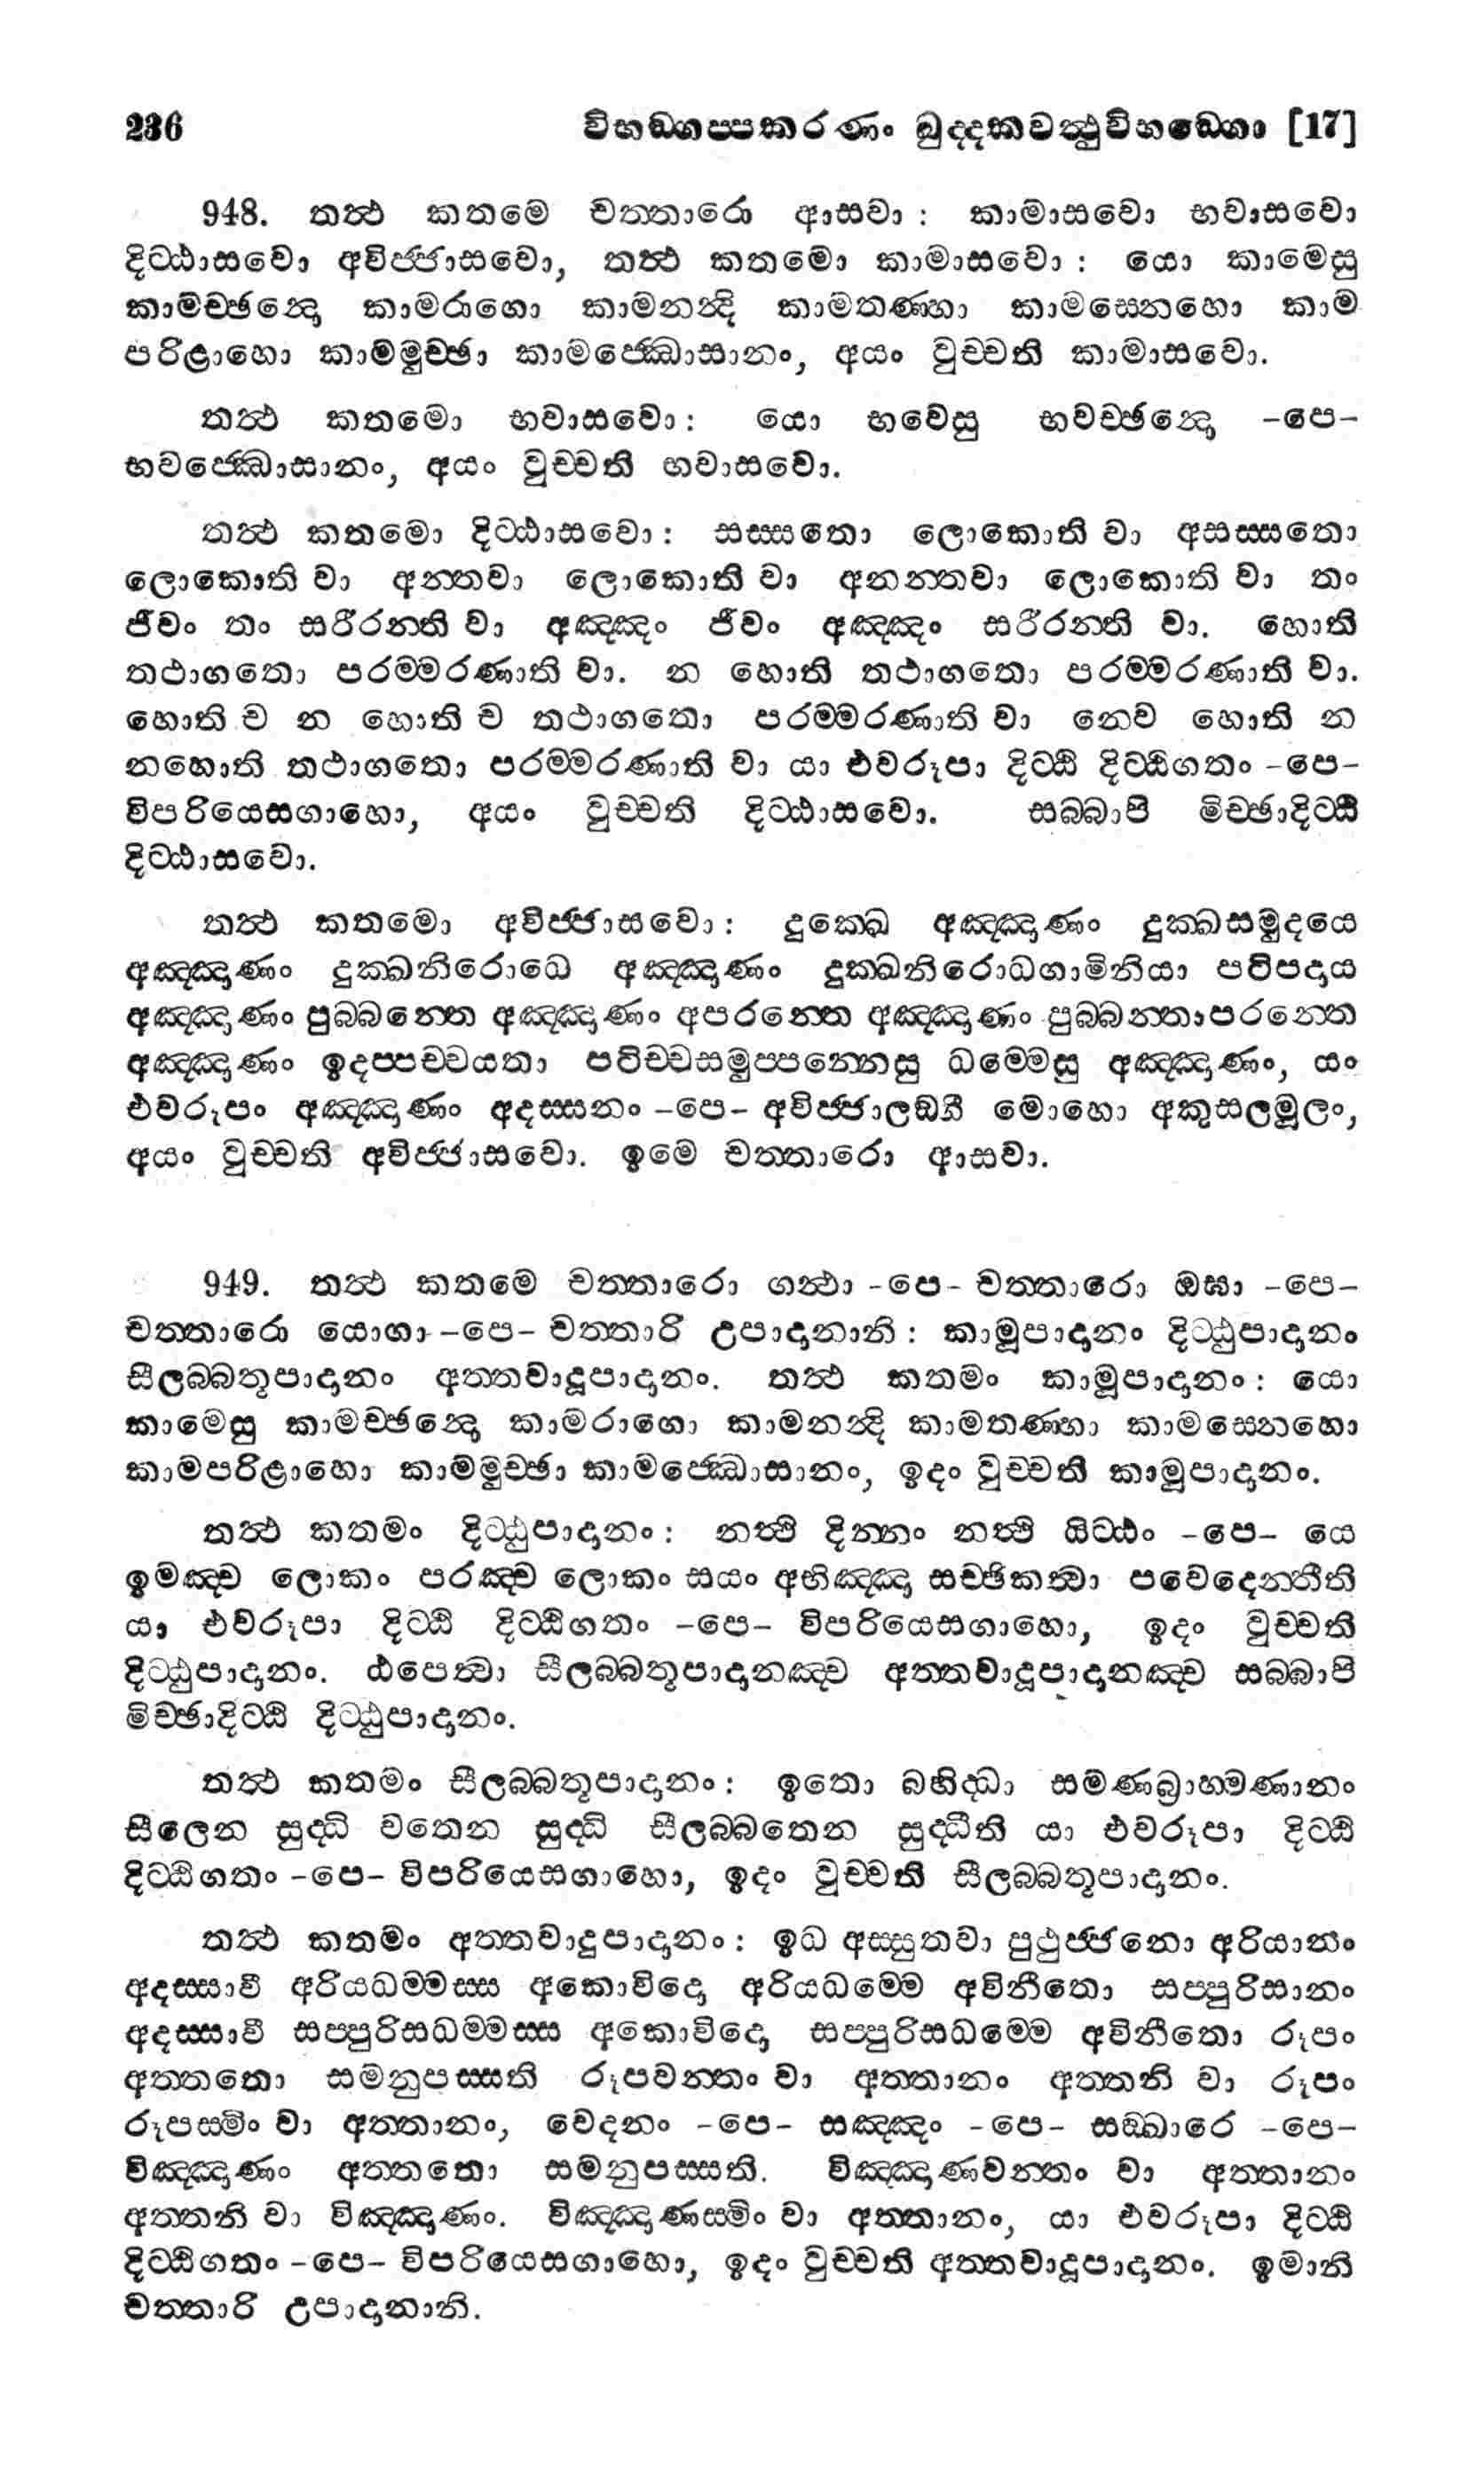 236 විභඞ්ගප්පකරණං ඛුද්දකවත්ථුවිභඞ්ගො [17]
948. තත්ථ කතමෙ චත්තාරො ආසවා : කාමාසවො භවාසවො
දිට්ඨාසවො අවිජ්ජාසවො, තත්ථ කතමො කාමාසවො : යො කාමෙසු
කාමච්ඡන්දො කාමරාගො කාමනන්දි කාමතණ්හා කාමසෙනහො කාම
පරිළාහො කාමමුච්ඡා කාමජ්ඣොසානං, අයං වුච්චති කාමාසවො.
තත්ථ කතමො භවාසවො : යො භවෙසු භවච්ඡන්දො -පෙ-
භවජ්ඣොසානං, අයං වුච්චති භවාසවො.
තත්ථ කතමො දිට්ඨාසවො : සස්සතො ලොකොති වා අසස්සතො
ලොකොති වා අන්තවා ලොකොති වා අනන්තවා ලොකොති වා තං
ජීවං තං සරීරන්ති වා අඤ්ඤං ජීවං අඤ්ඤං සරීරන්ති වා. හොති
තථාගතො පරම්මරණාති වා. න හොති තථාගතො පරම්මරණාති වා.
හොති ච න හොති ච තථාගතො පරම්මරණාති වා නෙව හොති න
නහොති තථාගතො පරම්මරණාති වා යා එවරූපා දිට්ඨි දිට්ඨිගතං -පෙ-
විපරියෙසගාහො, අයං වුච්චති දිට්ඨාසවො. සබ්බාපි මිච්ඡාදිට්ඨි
දිට්ඨාසවො.
තත්ථ කතමො අවිජ්ජාසවො : දුක්ඛෙ අඤ්ඤාණං දුක්ඛසමුදයෙ
අඤ්ඤාණං දුක්ඛනිරොධෙ අඤ්ඤාණං දුක්ඛනිරොධගාමිනියා පටිපදාය
අඤ්ඤාණං පුබ්බන්තෙ අඤ්ඤාණං අපරන්තෙ අඤ්ඤාණං පුබ්බන්තාපරන්තෙ
අඤ්ඤාණං ඉදප්පච්චයතා පටිච්චසමුප්පන්නෙසු ධම්මෙසු අඤ්ඤාණං, යං
එවරූපං අඤ්ඤාණං අදස්සනං -පෙ- අවිජ්ජාලඞ්ගී මොහො අකුසලමූලං,
අයං වුච්චති අවිජ්ජාසවො. ඉමෙ චත්තාරො ආසවා.
949. තත්ථ කතමෙ චත්තාරො ගන්ථා -පෙ- චත්තාරො ඔඝා -පෙ-
චත්තාරො යොගා -පෙ- චත්තාරි උපාදානානි : කාමූපාදානං දිට්ඨුපාදානං
සීලබ්බතූපාදානං අත්තවාදූපාදානං. තත්ථ කතමං කාමූපාදානං : යො
කාමෙසු කාමච්ඡන්දො කාමරාගො කාමනන්දි කාමතණ්හා කාමසෙනහො
කාමපරිළාහො කාමමුච්ඡා කාමජ්ඣොසානං, ඉදං වුච්චති කාමූපාදානං.
තත්ථ කතමං දිට්ඨුපාදානං : නත්ථි දින්නං නත්ථි යිට්ඨං -පෙ- යෙ
ඉමඤ්ච ලොකං පරඤ්ච ලොකං සයං අභිඤ්ඤා සච්ඡිකත්වා පවෙදෙන්තීති
යා එවරූපා දිට්ඨි දිට්ඨිගතං -පෙ- විපරියෙසගාහො, ඉදං වුච්චති
දිට්ඨුපාදානං. ඨපෙත්වා සීලබ්බතූපාදානඤ්ච අත්තවාදූපාදානඤ්ච සබ්බාපි
මිච්ඡාදිට්ඨි දිට්ඨුපාදානං.
තත්ථ කතමං සීලබ්බතූපාදානං : ඉතො බහිද්ධා සමණබ්‍රාහ්මණානං
සීලෙන සුද්ධි වතෙන සුද්ධි සීලබ්බතෙන සුද්ධීති යා එවරූපා දිට්ඨි
දිට්ඨිගතං -පෙ- විපරියෙසගාහො, ඉදං වුච්චති සීලබ්බතූපාදානං.
තත්ථ කතමං අත්තවාදුපාදානං : ඉධ අස්සුතවා පුථුජ්ජනො අරියානං
අදස්සාවී අරියධම්මස්ස අකොවිදො අරියධම්මෙ අවිනීතො සප්පුරිසානං
අදස්සාවී සප්පුරිසධම්මස්ස අකොවිදො, සප්පුරිසධම්මෙ අවිනීතො රූපං
අත්තතො සමනුපස්සති රූපවන්තං වා අත්තානං අත්තනි වා රූපං
රූපස්මිං වා අත්තානං, වෙදනං -පෙ- සඤ්ඤං -පෙ- සඞ්ඛාරෙ -පෙ-
විඤ්ඤාණං අත්තතො සමනුපස්සති. විඤ්ඤාණවන්තං වා අත්තානං
අත්තනි වා විඤ්ඤාණං. විඤ්ඤාණස්මිං වා අත්තානං, යා එවරූපා දිට්ඨි
දිට්ඨිගතං -පෙ- විපරියෙසගාහො, ඉදං වුච්චති අත්තවාදූපාදානං. ඉමානි
චත්තාරි උපාදානානි.